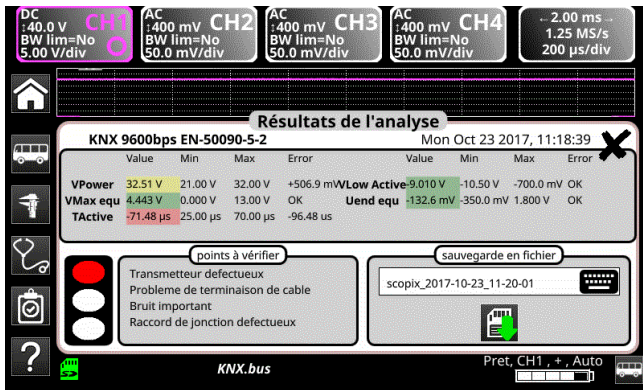 DC
↕40.0 V CH1
BW lim=No
5.00 V/div
AC
↕400 mV CH2
BW lim=No
50.0 mV/div
AC
↕400 mV CH3
BW lim=No
50.0 mV/div
AC
↕400 mV CH4
BW lim=No
50.0 mV/div
←2.00 ms→
1.25 MS/s
200 µs/div
Résultats de l'analyse
KNX 9600bps EN-50090-5-2 Mon Oct 23 2017, 11:18:39
Value Min Max Error Value Min Max Error
VPower 32.51 V 21.00 V 32.00 V +506.9 mV VLow Active -9.010 V -10.50 V -700.0 mV OK
VMax equ 4.443 V 0.000 V 13.00 V OK Uend equ -132.6 mV -350.0 mV 1.800 V OK
TActive -71.48 µs 25.00 µs 70.00 µs -96.48 us
points à vérifier
Transmetteur defectueux
Probleme de terminaison de cable
Bruit important
Raccord de jonction defectueux
sauvegarde en fichier
scopix_2017-10-23_11-20-01
?
KNX.bus
Pret, CH1 , + , Auto